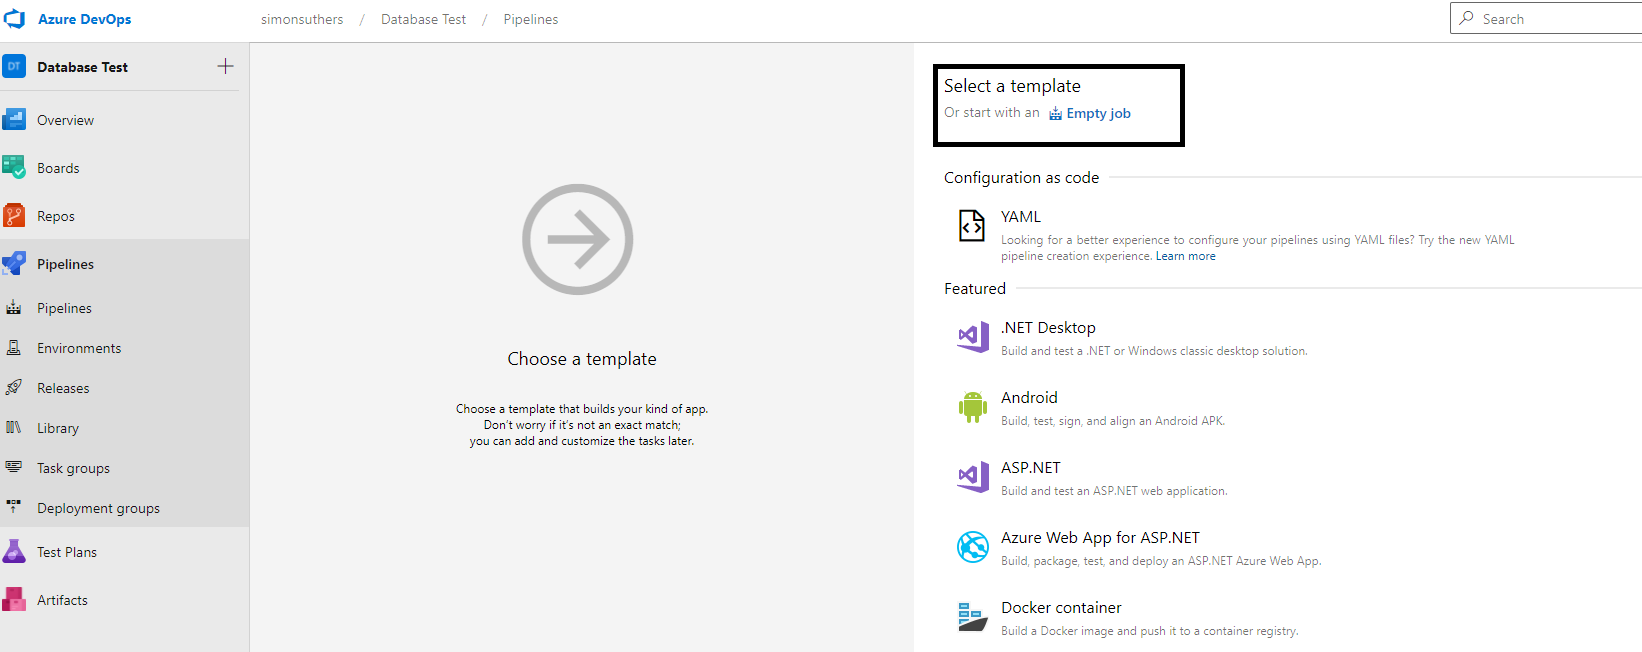 Azure DevOps
simonsuthers / Database Test / Pipelines
Search
DT Database Test
Overview
Boards
Repos
Pipelines
Pipelines
Environments
Releases
Library
Task groups
Deployment groups
Test Plans
Artifacts
Choose a template
Choose a template that builds your kind of app.
Don't worry if it's not an exact match;
you can add and customize the tasks later.
Select a template
Or start with an Empty job
Configuration as code
YAML
Looking for a better experience to configure your pipelines using YAML files? Try the new YAML
pipeline creation experience. Learn more
Featured
.NET Desktop
Build and test a .NET or Windows classic desktop solution.
Android
Build, test, sign, and align an Android APK.
ASP.NET
Build and test an ASP.NET web application.
Azure Web App for ASP.NET
Build, package, test, and deploy an ASP.NET Azure Web App.
Docker container
Build a Docker image and push it to a container registry.